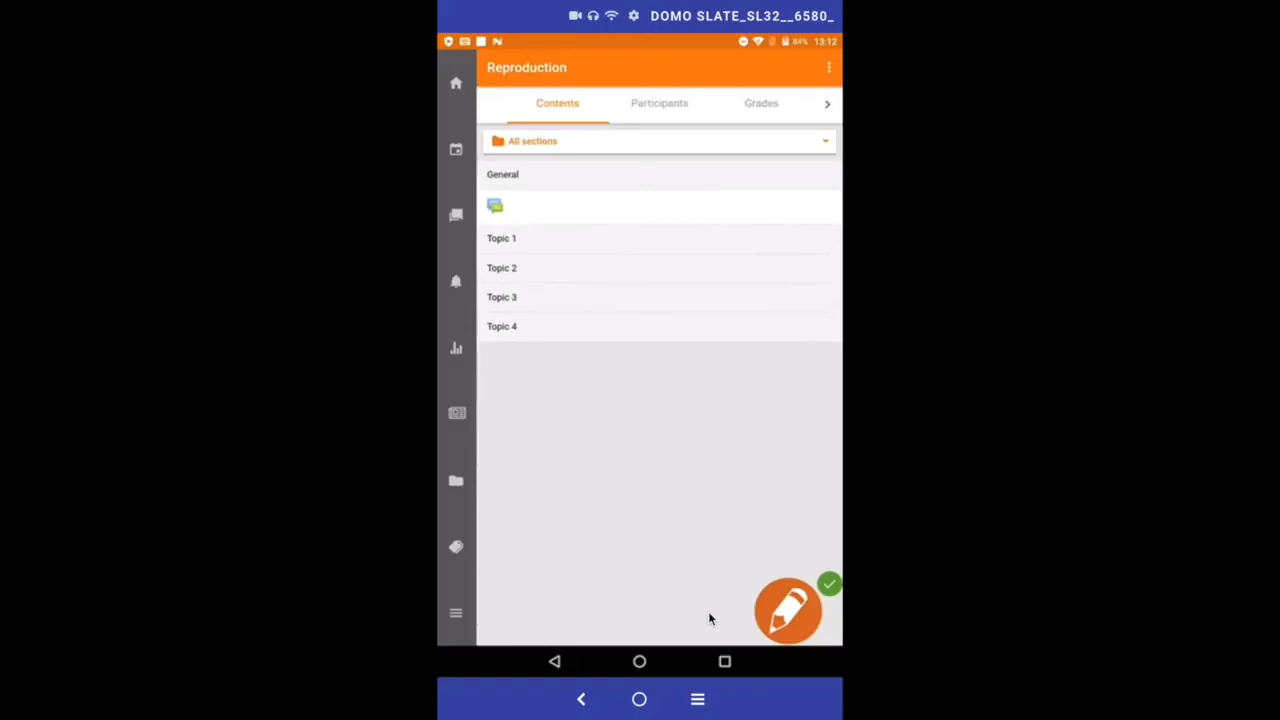 DOMO SLATE_SL32__6580_
84% 13:12
Reproduction
Contents Participants Grades
All sections
General
Topic 1
Topic 2
Topic 3
Topic 4